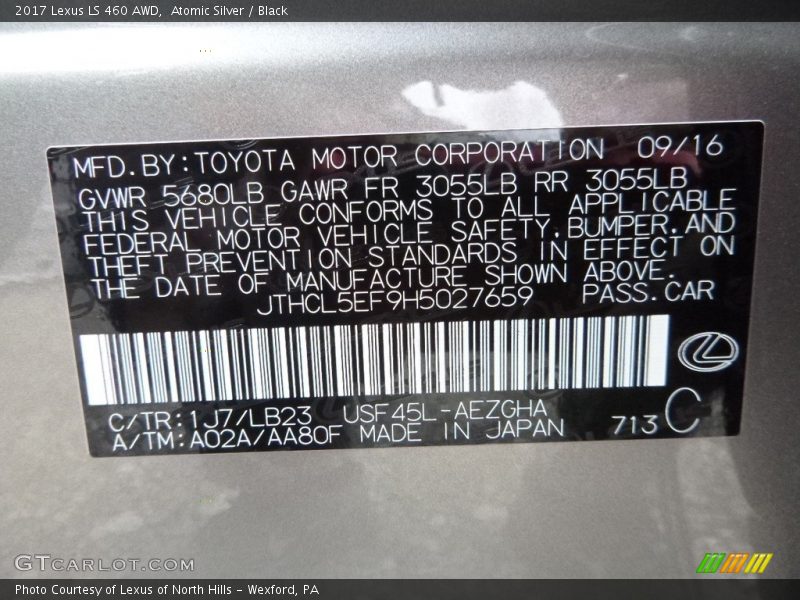 2017 Lexus LS 460 AWD,  Atomic Silver / Black
MFD.BY:TOYOTA MOTOR CORPORATION 09/16
GVWR 5680LB GAWR FR 3055LB RR 3055LB
THIS VEHICLE CONFORMS TO ALL APPLICABLE
FEDERAL MOTOR VEHICLE SAFETY,BUMPER,AND
THEFT PREVENTION STANDARDS IN EFFECT ON
THE DATE OF MANUFACTURE SHOWN ABOVE.
JTHCL5EF9H5027659 PASS.CAR
C/TR:1J7/LB23 USF45L-AEZGHA
A/TM:A02A/AA80F MADE IN JAPAN 713 C
GTCARLOT.COM
Photo Courtesy of Lexus of North Hills - Wexford, PA